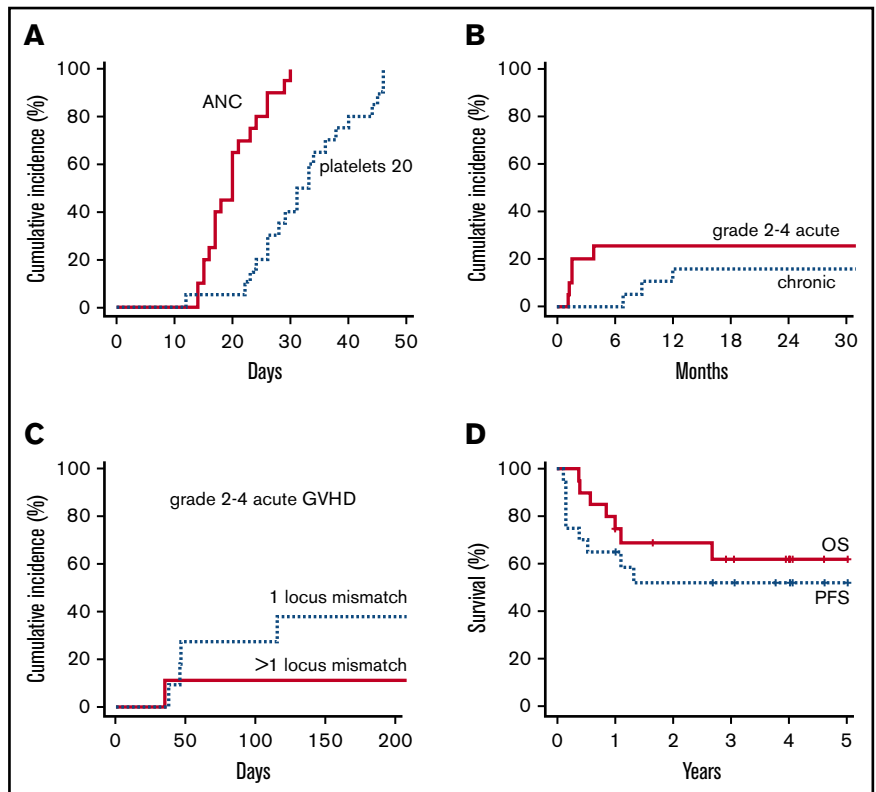 A
Cumulative incidence (%)
100
80
60
40
20
0
ANC
platelets 20
0 10 20 30 40 50
Days
B
Cumulative incidence (%)
100
80
60
40
20
0
grade 2-4 acute
chronic
0 6 12 18 24 30
Months
C
Cumulative incidence (%)
100
80
60
40
20
0
grade 2-4 acute GVHD
1 locus mismatch
>1 locus mismatch
0 50 100 150 200
Days
D
Survival (%)
100
80
60
40
20
0
OS
PFS
0 1 2 3 4 5
Years